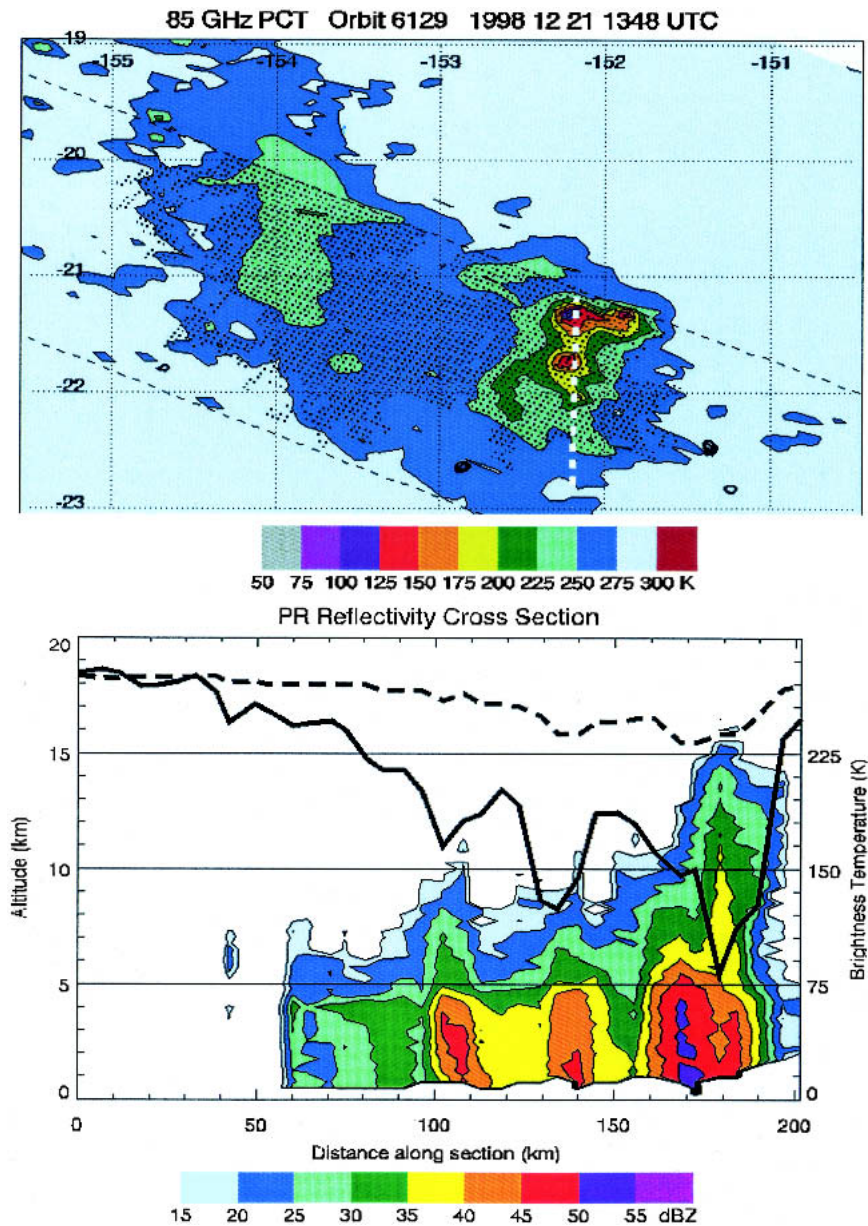 85 GHz PCT Orbit 6129 1998 12 21 1348 UTC
-19
-155 -154 -153 -152 -151
-20
-21
-22
-23
50 75 100 125 150 175 200 225 250 275 300 K
PR Reflectivity Cross Section
20
15 225
10 150
5 75
0 0
Altitude (km)
Brightness Temperature (K)
0 50 100 150 200
Distance along section (km)
15 20 25 30 35 40 45 50 55 dBZ